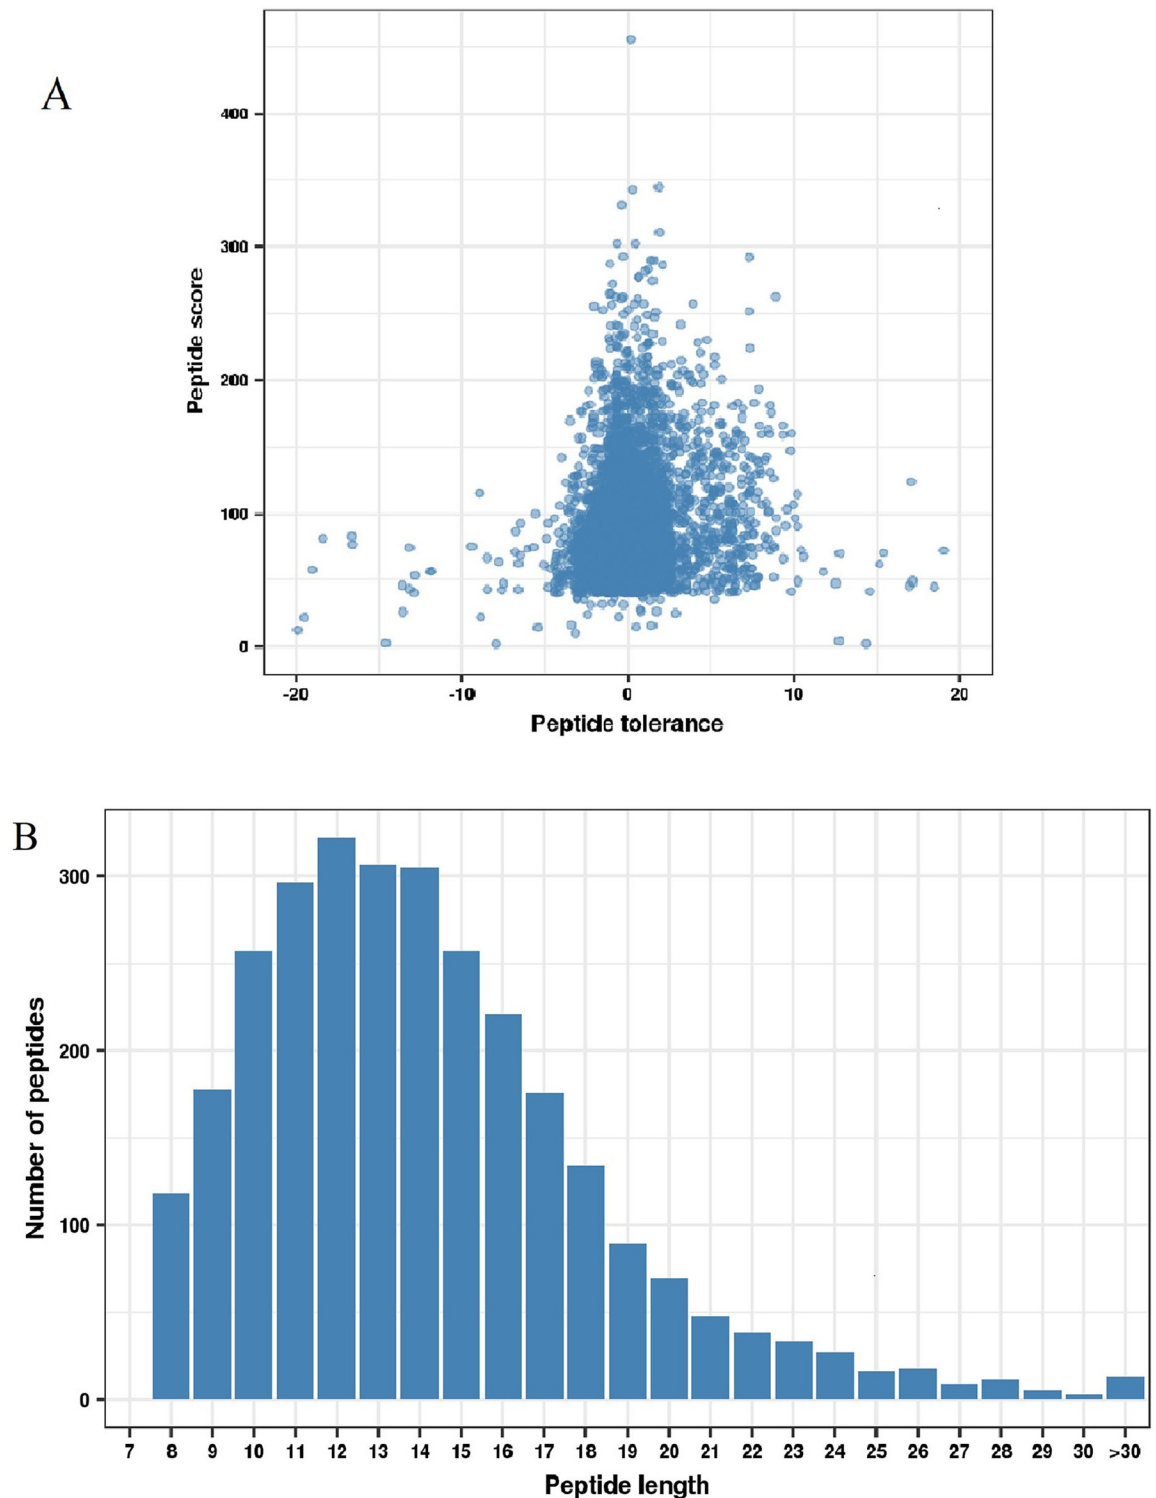 A
400
300
200
100
0
Peptide score
-20 -10 0 10 20
Peptide tolerance
B
300
200
100
0
Number of peptides
7 8 9 10 11 12 13 14 15 16 17 18 19 20 21 22 23 24 25 26 27 28 29 30 >30
Peptide length